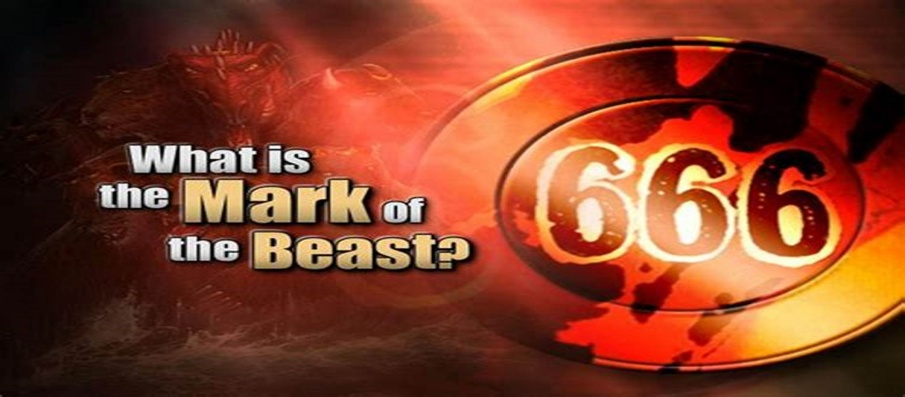 What is
the Mark of
the Beast?
666